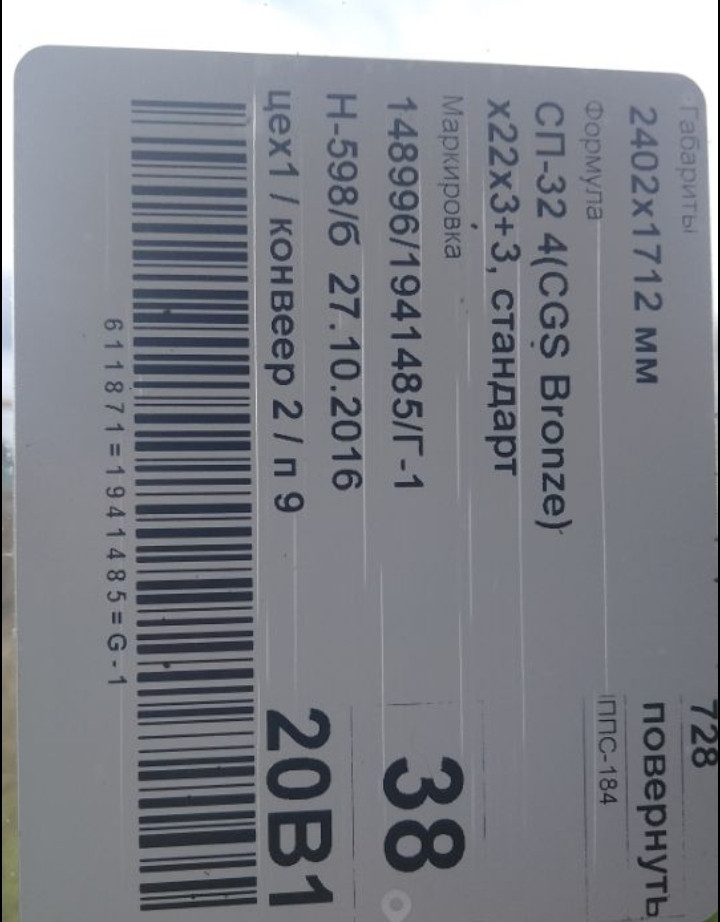 728
Габариты
2402x1712 мм
повернуть
Формула
ППС-184
СП-32 4(CGS Bronze)
x22x3+3, стандарт
Маркировка
148996/1941485/Г-1
38
Н-598/б 27.10.2016
цех1 / конвеер 2 / п 9
20В1
611871=1941485=G-1